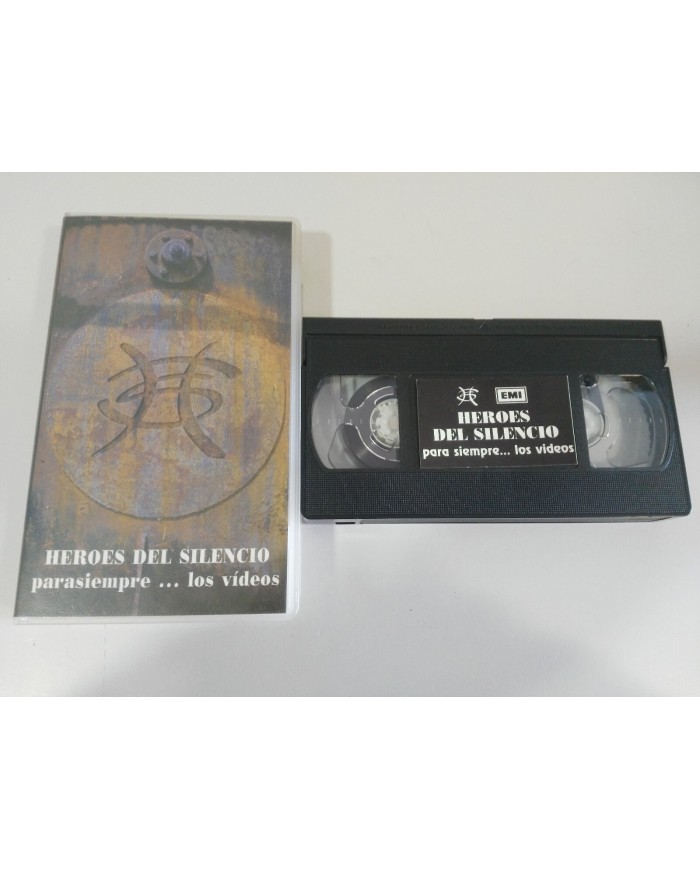 HEROES DEL SILENCIO
parasiempre ... los vídeos
EMI
HEROES
DEL SILENCIO
para siempre... los videos